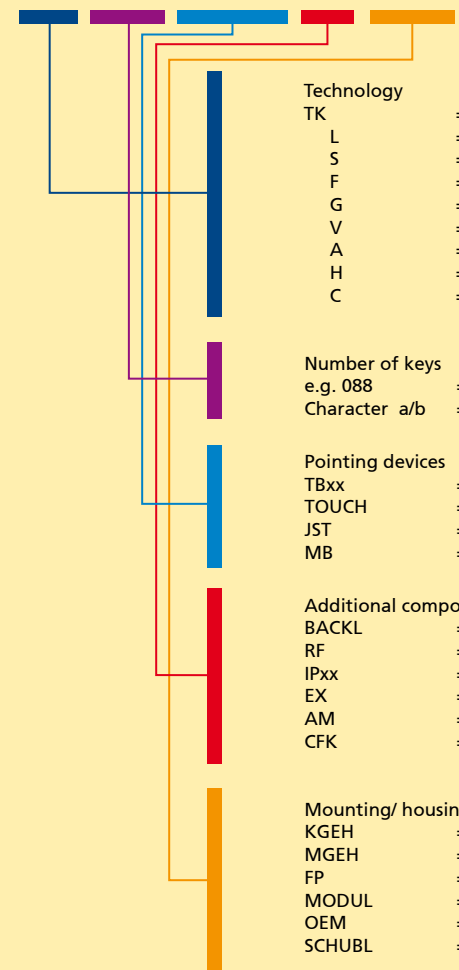 Technology
TK =
L =
S =
F =
G =
V =
A =
H =
C =
Number of keys
e.g. 088 =
Character a/b =
Pointing devices
TBxx =
TOUCH =
JST =
MB =
Additional compo
BACKL =
RF =
IPxx =
EX =
AM =
CFK =
Mounting/ housin
KGEH =
MGEH =
FP =
MODUL =
OEM =
SCHUBL =